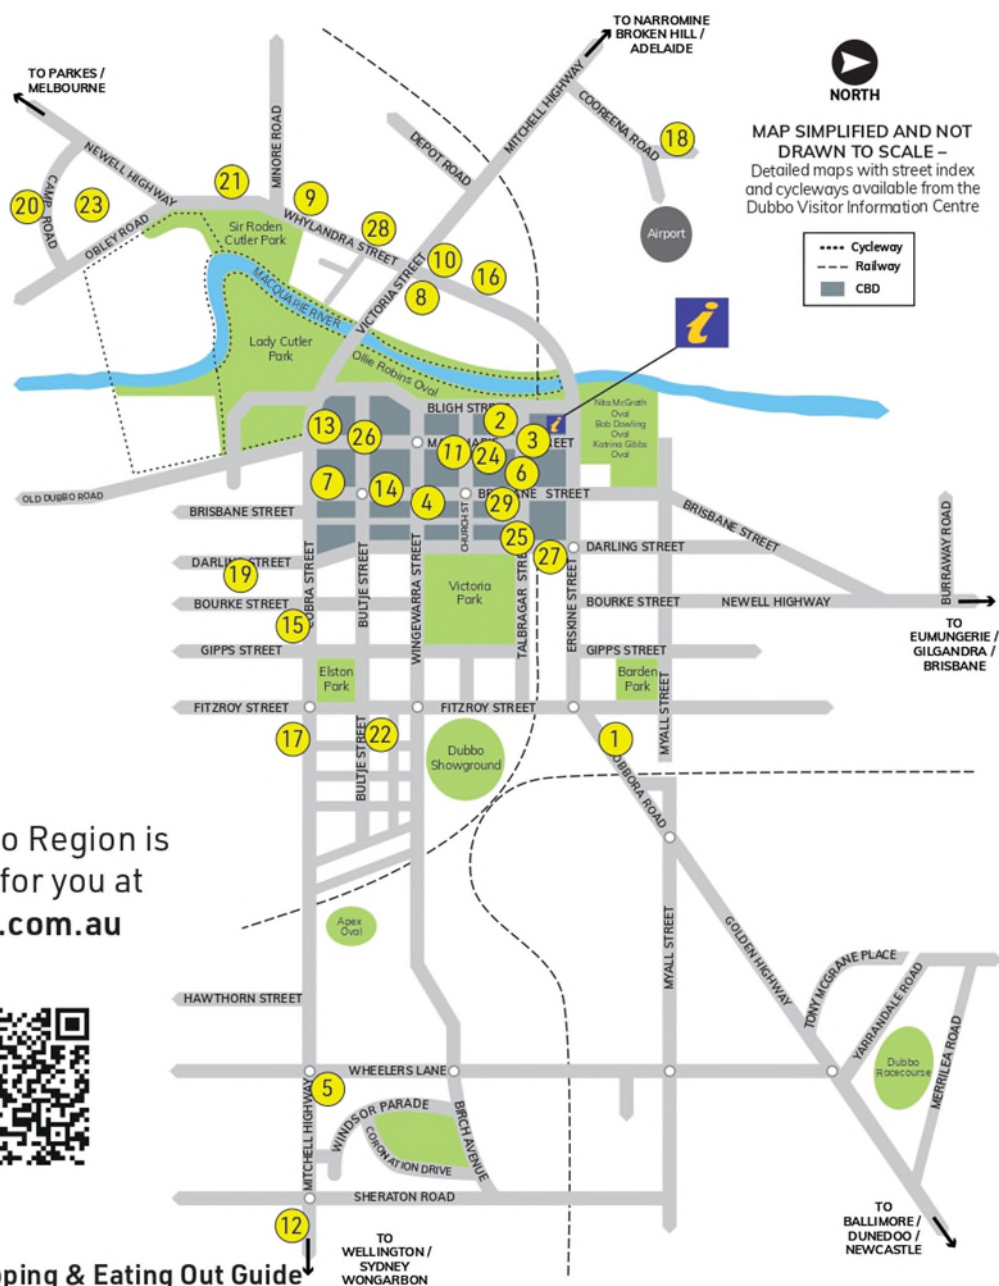 TO NARROMINE
BROKEN HILL /
ADELAIDE
TO PARKES /
MELBOURNE
NORTH
MAP SIMPLIFIED AND NOT
DRAWN TO SCALE –
Detailed maps with street index
and cycleways available from the
Dubbo Visitor Information Centre
Cycleway
Railway
CBD
MITCHELL HIGHWAY
COOREENA ROAD
18
Airport
DEPOT ROAD
MINORE ROAD
NEWELL HIGHWAY
CAMP ROAD
20
23
OBLEY ROAD
21
9
Sir Roden
Cutler Park
WHYLANDRA STREET
28
10
16
8
VICTORIA STREET
MACQUARIE RIVER
Lady Cutler
Park
Ollie Robins Oval
i
Nita McGrath
Oval
Bob Dowling
Oval
Katrina Gibbs
Oval
BLIGH STREET
2
i
13
26
11
24
3
6
7
14
4
29
25
27
OLD DUBBO ROAD
BRISBANE STREET
BRISBANE STREET
CHURCH ST
DARLING STREET
19
DARLING STREET
BOURKE STREET
15
BOURKE STREET
NEWELL HIGHWAY
BURRAWAY ROAD
TO
EUMUNGERIE /
GILGANDRA /
BRISBANE
COBRA STREET
BULTJE STREET
WINGEWARRA STREET
Victoria
Park
TALBRAGAR STREET
ERSKINE STREET
GIPPS STREET
GIPPS STREET
Elston
Park
Barden
Park
MYALL STREET
FITZROY STREET
FITZROY STREET
17
22
BULTJE STREET
Dubbo
Showground
1
COBBORA ROAD
o Region is
for you at
.com.au
Apex
Oval
MYALL STREET
GOLDEN HIGHWAY
TONY MCGRANE PLACE
YARRANDALE ROAD
Dubbo
Racecourse
MERRILEA ROAD
HAWTHORN STREET
WHEELERS LANE
5
MITCHELL HIGHWAY
WINDSOR PARADE
CORONATION DRIVE
BIRCH AVENUE
SHERATON ROAD
12
TO
WELLINGTON /
SYDNEY
WONGARBON
TO
BALLIMORE /
DUNEDOO /
NEWCASTLE
pping & Eating Out Guide